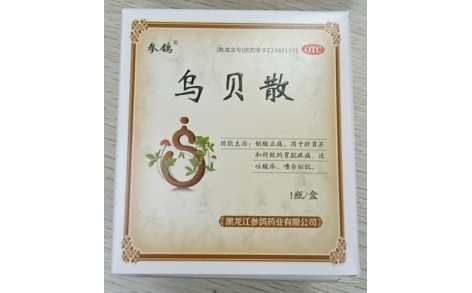 参鸽®
[批准文号]国药准字Z23021275 OTC
乌贝散
功能主治：制酸止痛。用于肝胃不
和所致的胃脘疼痛、泛
吐酸水、嘈杂似饥。
1瓶/盒
黑龙江参鸽药业有限公司